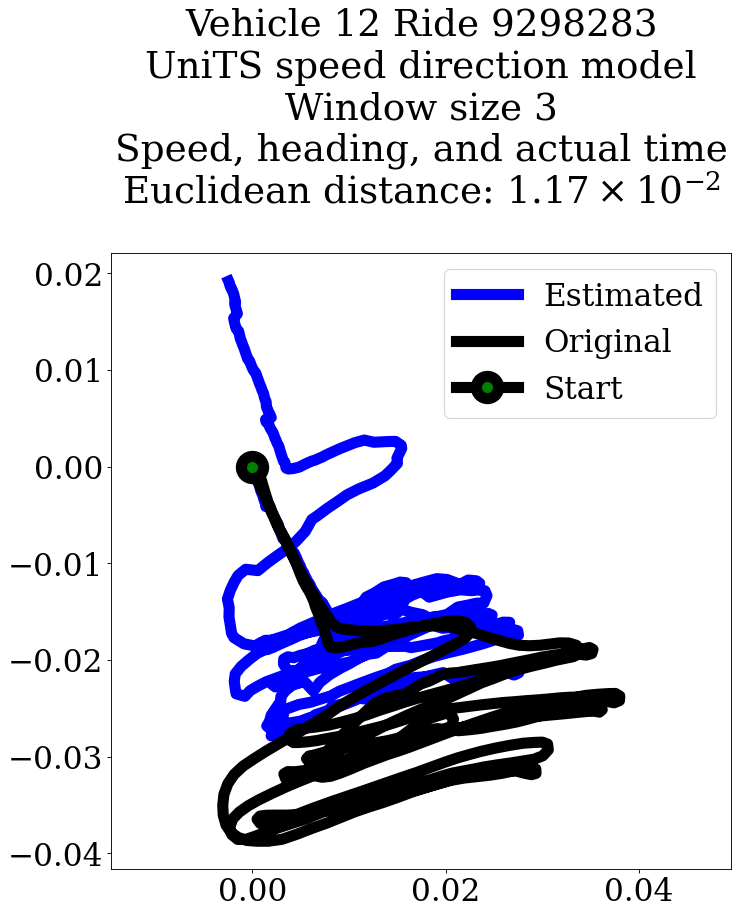 Vehicle 12 Ride 9298283
UniTS speed direction model
Window size 3
Speed, heading, and actual time
Euclidean distance: 1.17 × 10⁻²
0.02
0.01
0.00
−0.01
−0.02
−0.03
−0.04
Estimated
Original
Start
0.00 0.02 0.04